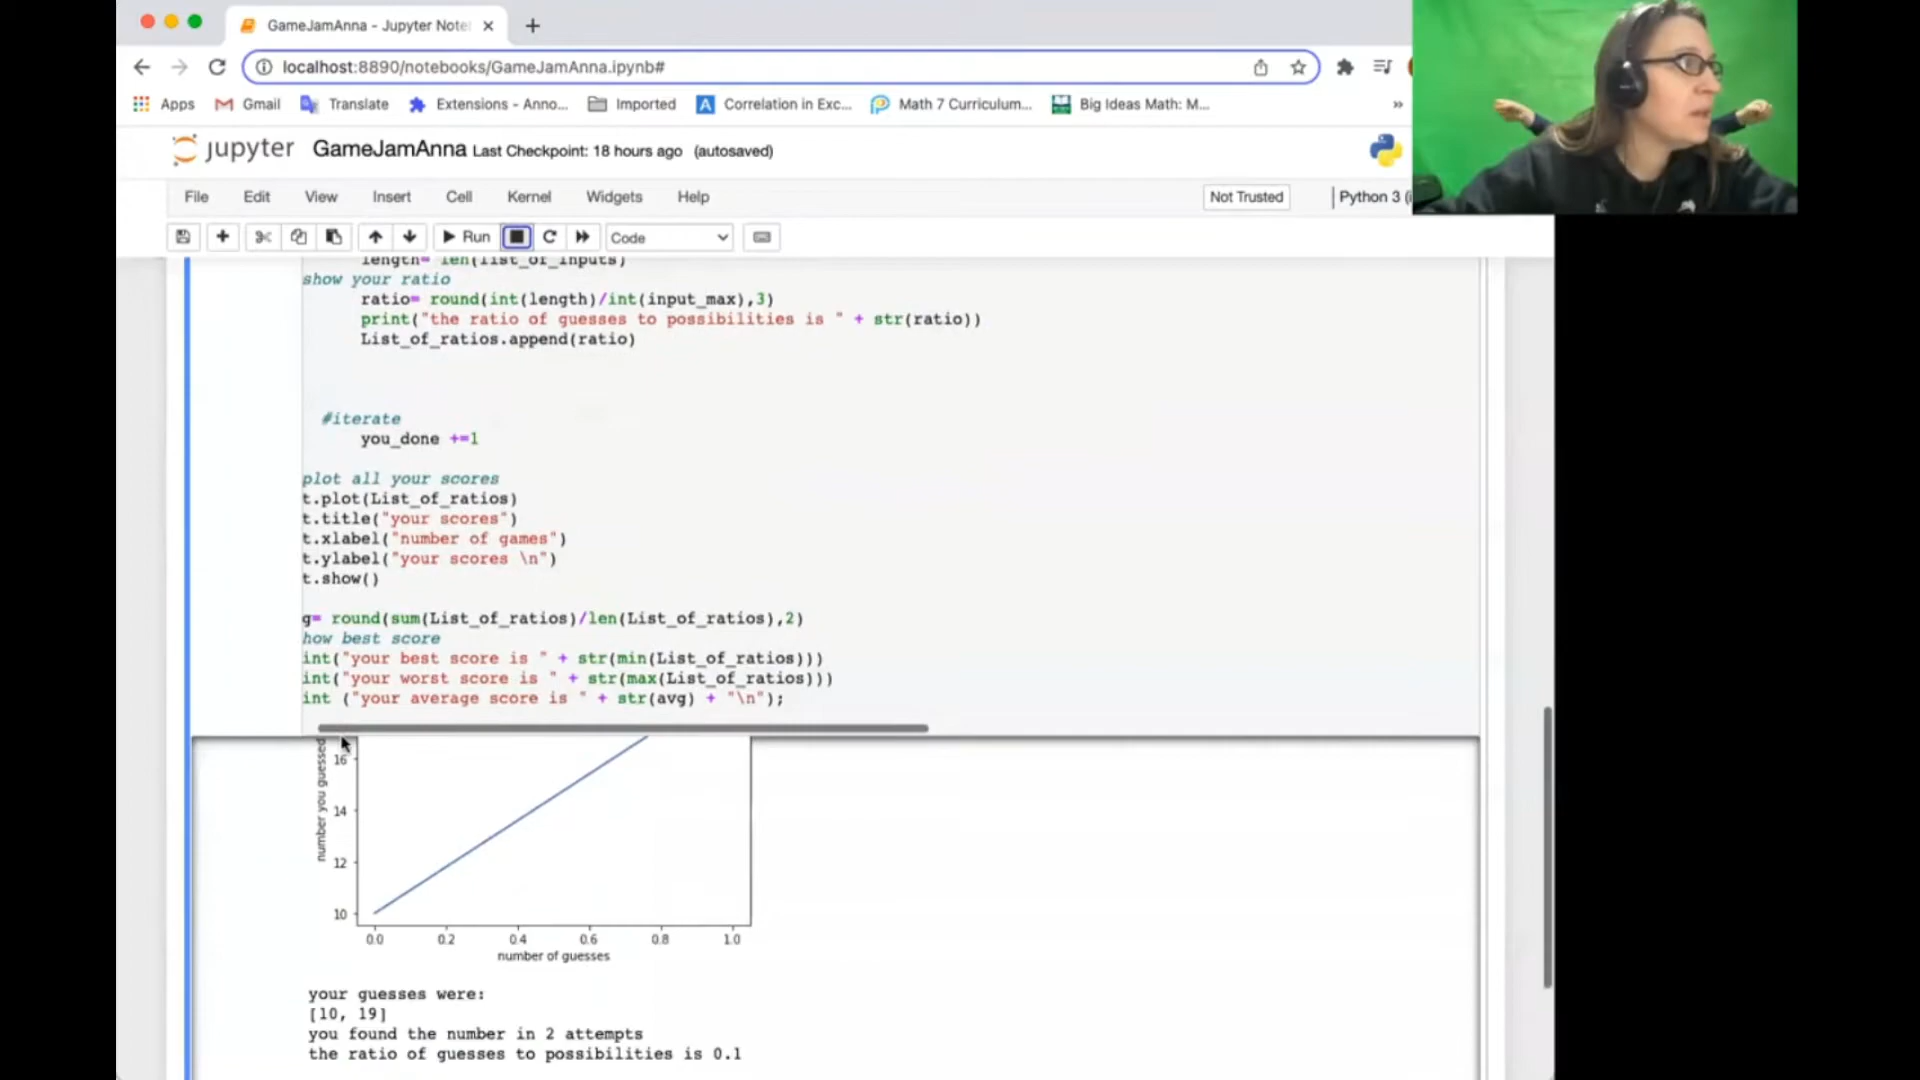 GameJamAnna - Jupyter Note
localhost:8890/notebooks/GameJamAnna.ipynb#
Apps Gmail Translate Extensions - Anno... Imported Correlation in Exc... Math 7 Curriculum... Big Ideas Math: M... »
jupyter GameJamAnna Last Checkpoint: 18 hours ago (autosaved)
File Edit View Insert Cell Kernel Widgets Help Not Trusted Python 3 (i
Run Code
length= len(list_of_inputs)
show your ratio
ratio= round(int(length)/int(input_max),3)
print("the ratio of guesses to possibilities is " + str(ratio))
List_of_ratios.append(ratio)
#iterate
you_done +=1
plot all your scores
t.plot(List_of_ratios)
t.title("your scores")
t.xlabel("number of games")
t.ylabel("your scores \n")
t.show()
g= round(sum(List_of_ratios)/len(List_of_ratios),2)
how best score
int("your best score is " + str(min(List_of_ratios)))
int("your worst score is " + str(max(List_of_ratios)))
int ("your average score is " + str(avg) + "\n");
number you guessed
16
14
12
10
0.0 0.2 0.4 0.6 0.8 1.0
number of guesses
your guesses were:
[10, 19]
you found the number in 2 attempts
the ratio of guesses to possibilities is 0.1